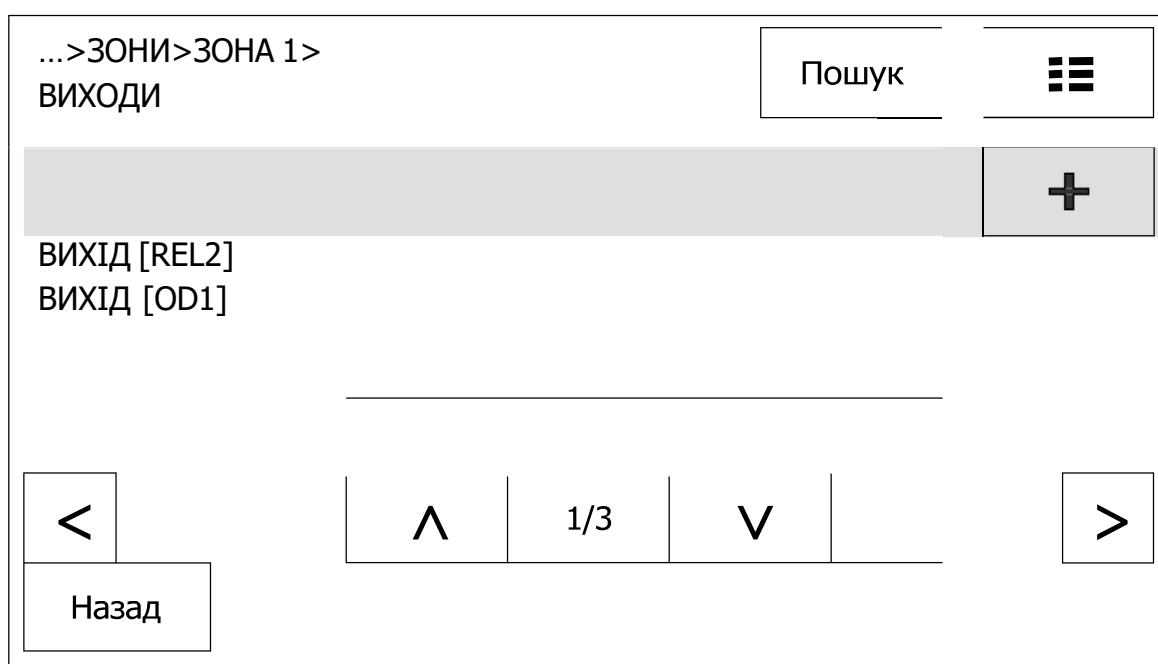 ...>ЗОНИ>ЗОНА 1>
ВИХОДИ
Пошук
+
ВИХІД [REL2]
ВИХІД [OD1]
<
Λ
1/3
V
>
Назад